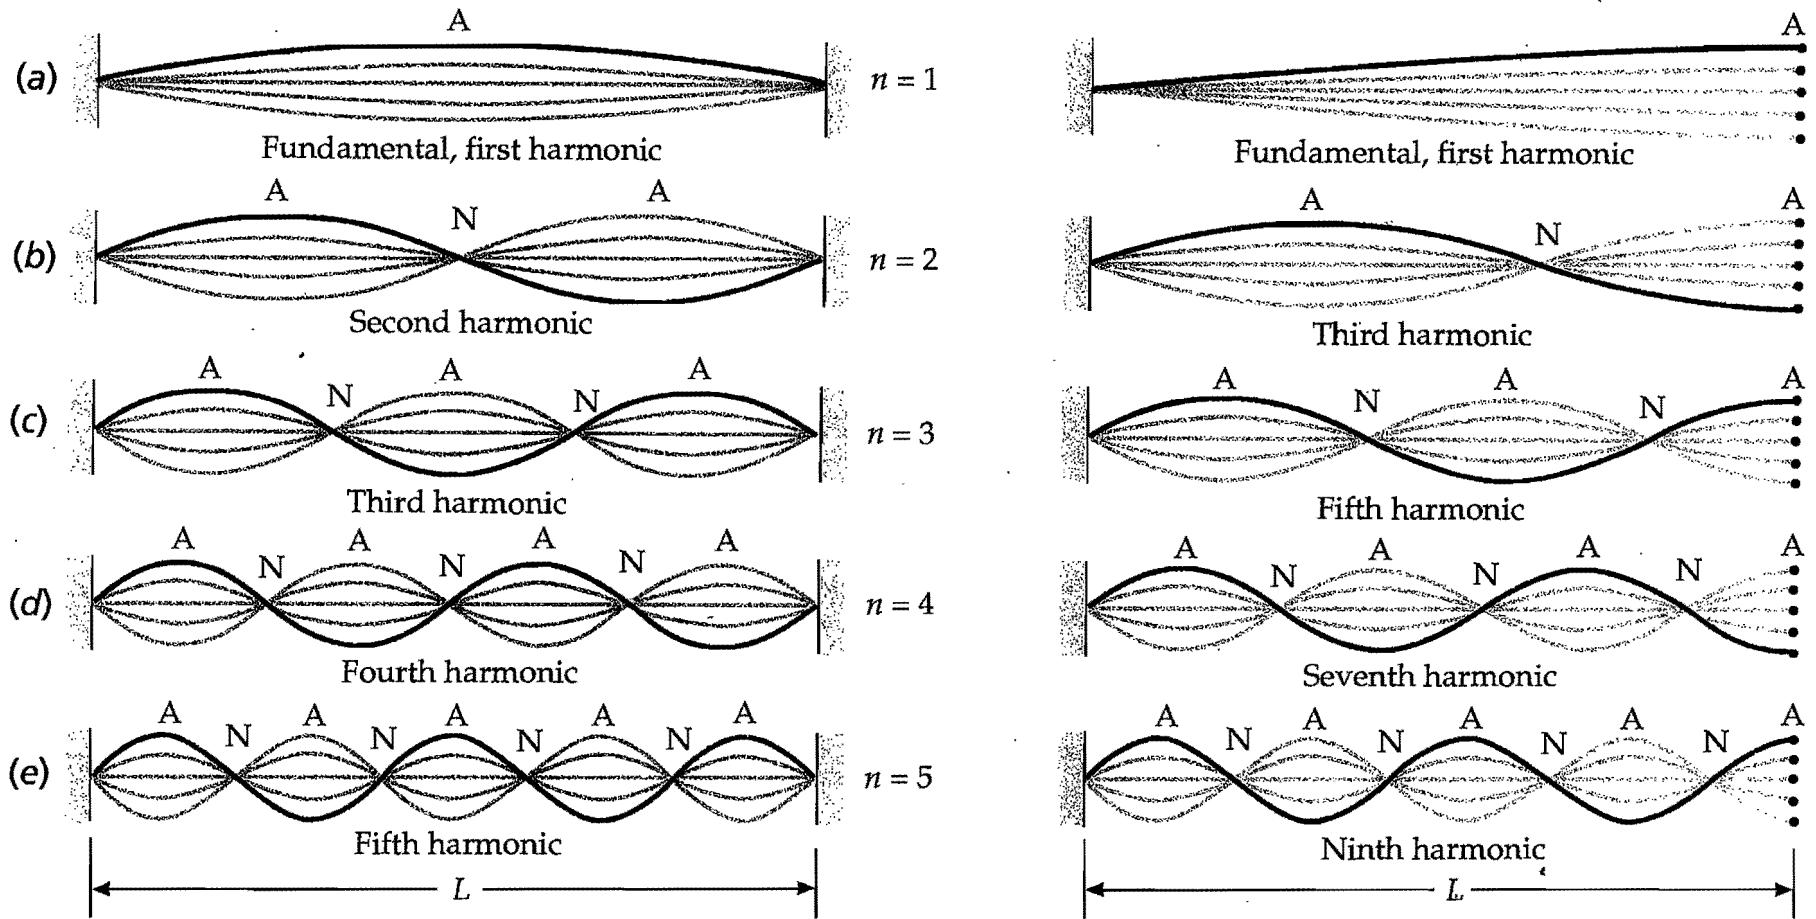 A A
(a) n = 1
Fundamental, first harmonic Fundamental, first harmonic
A N A A N A
(b) n = 2
Second harmonic Third harmonic
A N A N A A N A N A
(c) n = 3
Third harmonic Fifth harmonic
A N A N A N A A N A N A N A
(d) n = 4
Fourth harmonic Seventh harmonic
A N A N A N A N A A N A N A N A N A
(e) n = 5
Fifth harmonic Ninth harmonic
L L